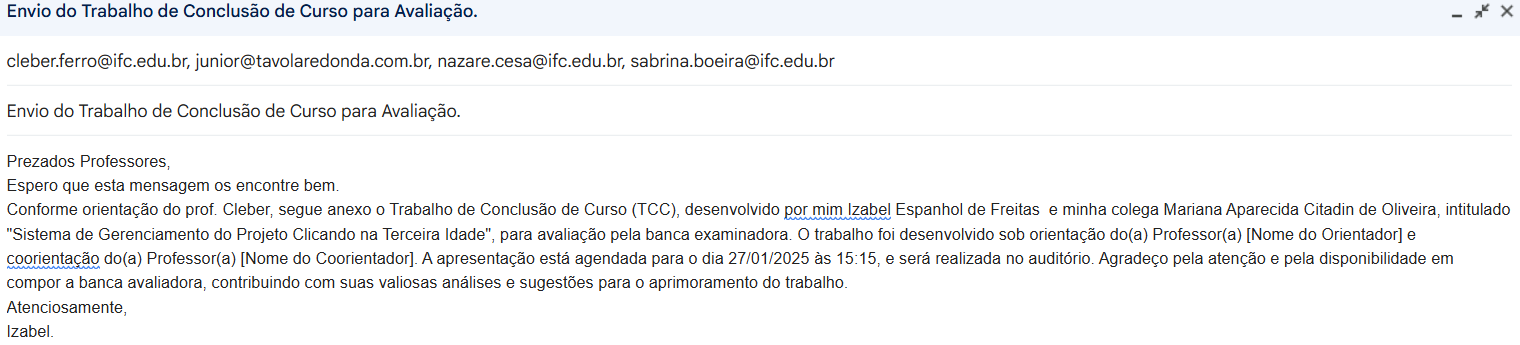 Envio do Trabalho de Conclusão de Curso para Avaliação.
cleber.ferro@ifc.edu.br, junior@tavolaredonda.com.br, nazare.cesa@ifc.edu.br, sabrina.boeira@ifc.edu.br
Envio do Trabalho de Conclusão de Curso para Avaliação.
Prezados Professores,
Espero que esta mensagem os encontre bem.
Conforme orientação do prof. Cleber, segue anexo o Trabalho de Conclusão de Curso (TCC), desenvolvido por mim Izabel Espanhol de Freitas  e minha colega Mariana Aparecida Citadin de Oliveira, intitulado
"Sistema de Gerenciamento do Projeto Clicando na Terceira Idade", para avaliação pela banca examinadora. O trabalho foi desenvolvido sob orientação do(a) Professor(a) [Nome do Orientador] e
coorientação do(a) Professor(a) [Nome do Coorientador]. A apresentação está agendada para o dia 27/01/2025 às 15:15, e será realizada no auditório. Agradeço pela atenção e pela disponibilidade em
compor a banca avaliadora, contribuindo com suas valiosas análises e sugestões para o aprimoramento do trabalho.
Atenciosamente,
Izabel.